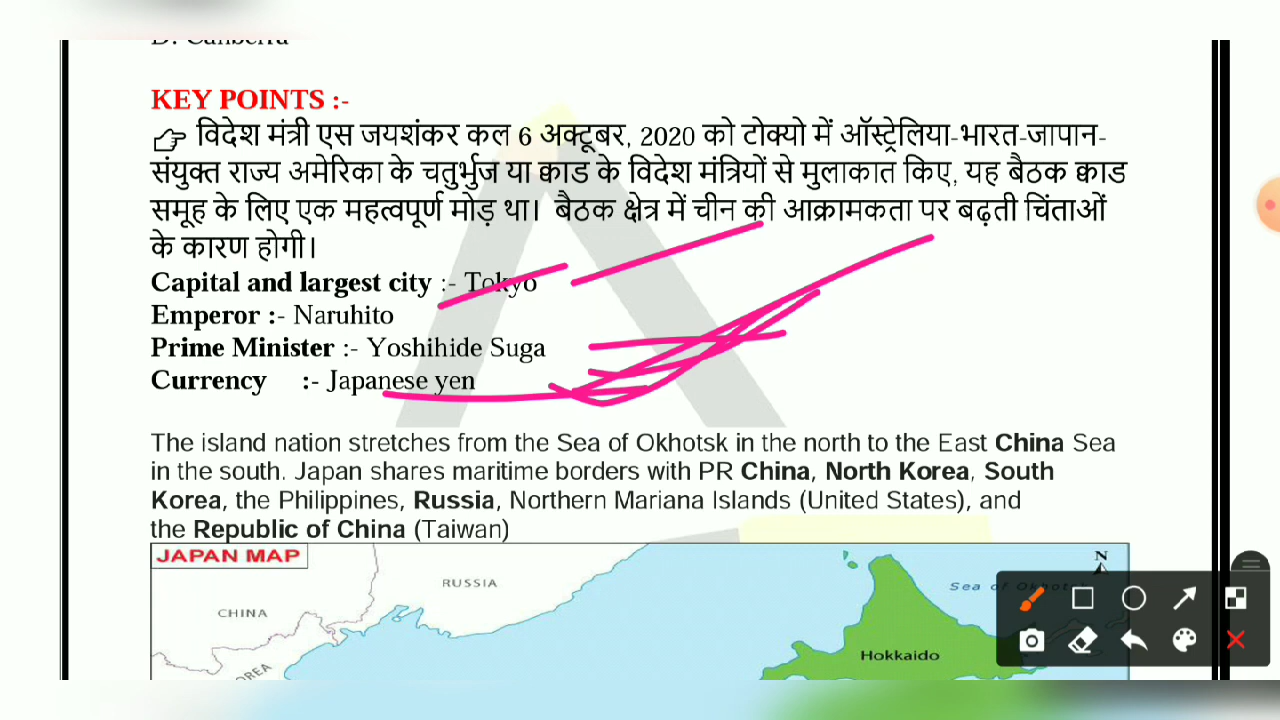 D. Canberra
KEY POINTS :-
विदेश मंत्री एस जयशंकर कल 6 अक्टूबर, 2020 को टोक्यो में ऑस्ट्रेलिया-भारत-जापान-
संयुक्त राज्य अमेरिका के चतुर्भुज या क्वाड के विदेश मंत्रियों से मुलाकात किए, यह बैठक क्वाड
समूह के लिए एक महत्वपूर्ण मोड़ था। बैठक क्षेत्र में चीन की आक्रामकता पर बढ़ती चिंताओं
के कारण होगी।
Capital and largest city :- Tokyo
Emperor :- Naruhito
Prime Minister :- Yoshihide Suga
Currency :- Japanese yen
The island nation stretches from the Sea of Okhotsk in the north to the East China Sea
in the south. Japan shares maritime borders with PR China, North Korea, South
Korea, the Philippines, Russia, Northern Mariana Islands (United States), and
the Republic of China (Taiwan)
JAPAN MAP
N
RUSSIA
Sea of Okhotsk
CHINA
Hokkaido